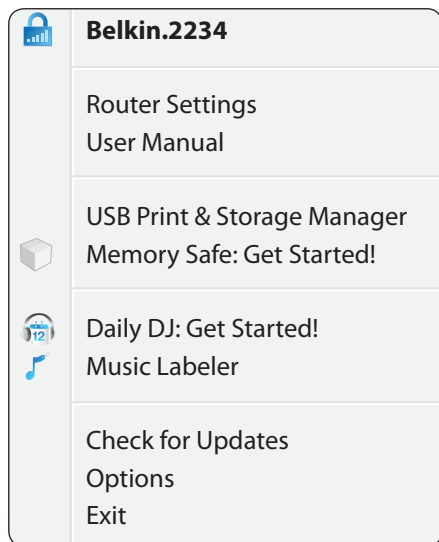 Belkin.2234
Router Settings
User Manual
USB Print & Storage Manager
Memory Safe: Get Started!
12
Daily DJ: Get Started!
Music Labeler
Check for Updates
Options
Exit